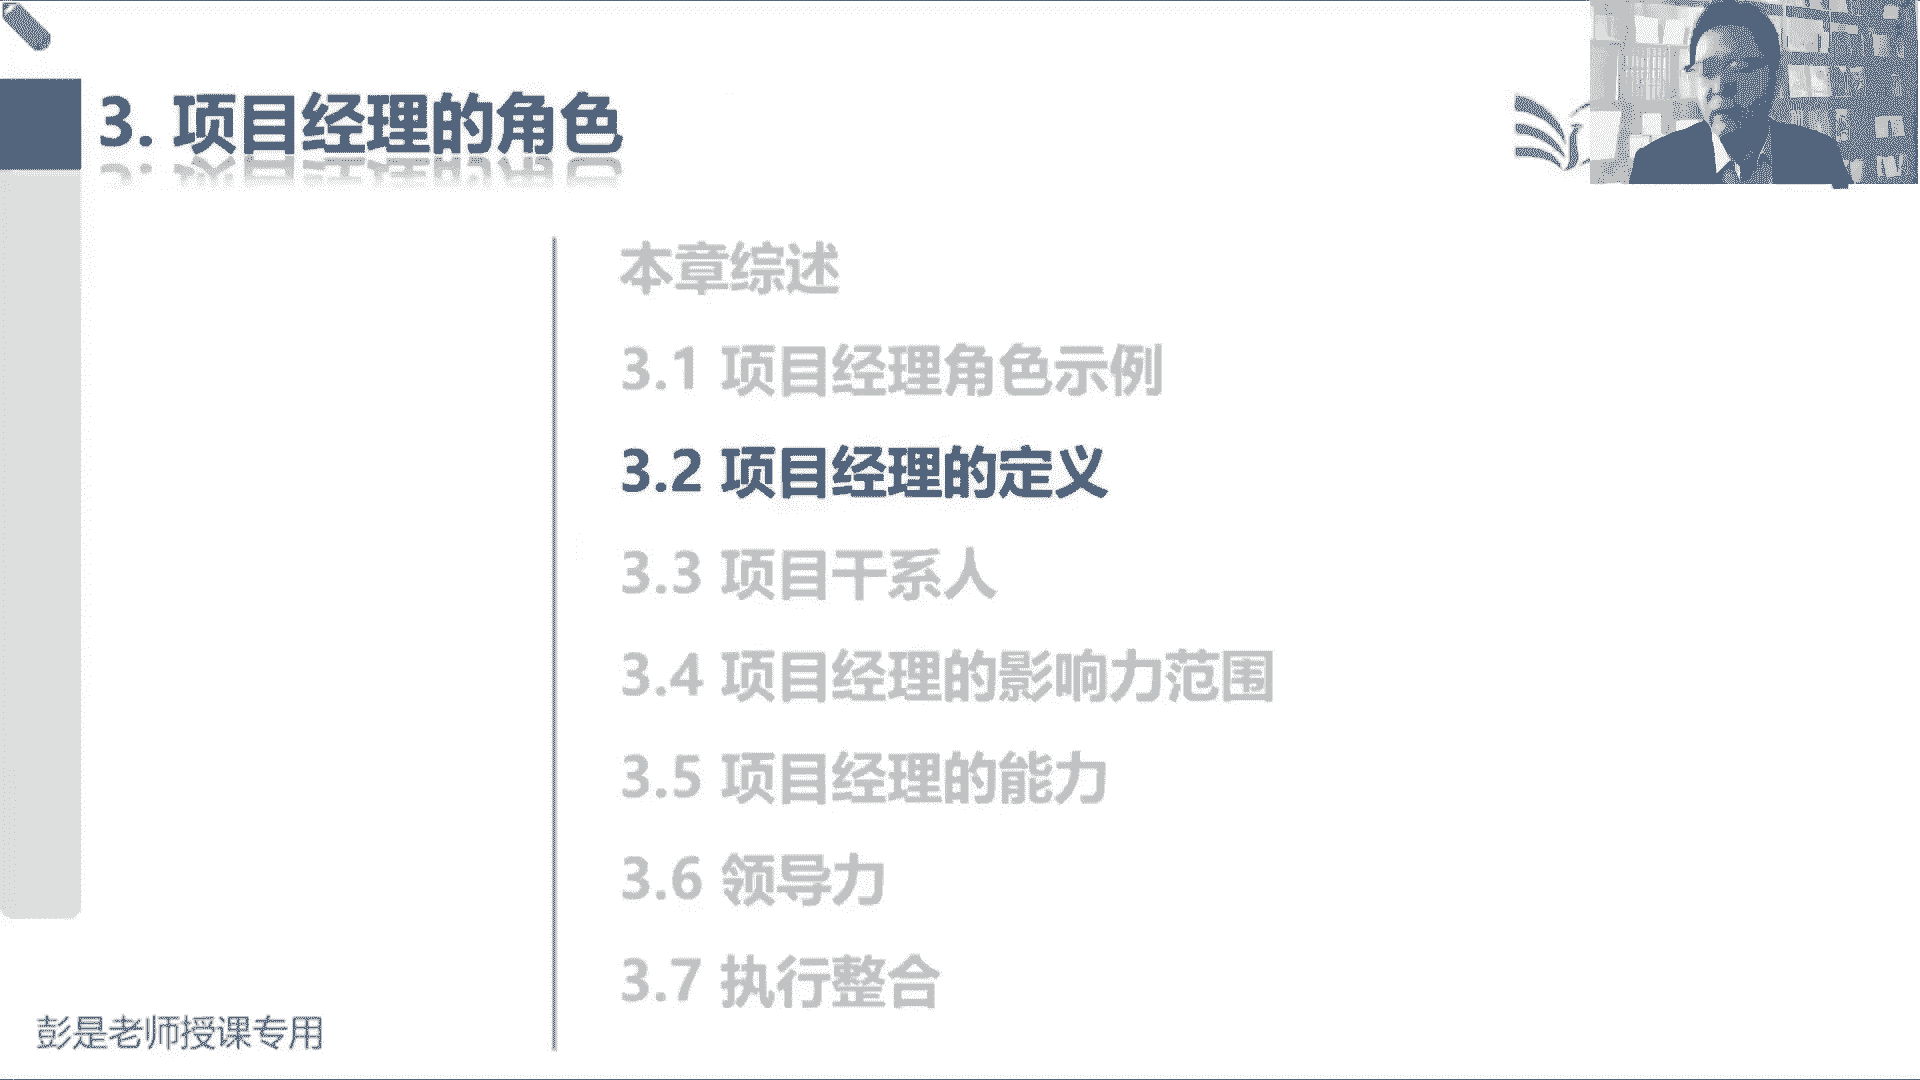 3. 项目经理的角色
本章综述
3.1 项目经理角色示例
3.2 项目经理的定义
3.3 项目干系人
3.4 项目经理的影响力范围
3.5 项目经理的能力
3.6 领导力
3.7 执行整合
彭是老师授课专用